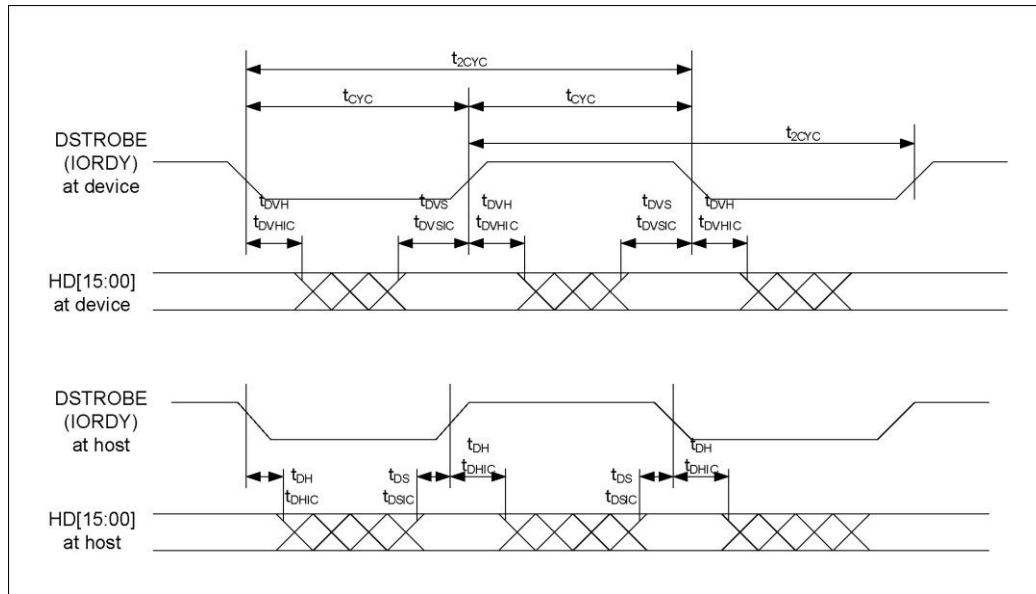 t2CYC
tCYC
tCYC
t2CYC
DSTROBE
(IORDY)
at device
tDVH
tDVHIC
tDVS
tDVSIC
tDVH
tDVHIC
tDVS
tDVSIC
tDVH
tDVHIC
HD[15:00]
at device
DSTROBE
(IORDY)
at host
tDH
tDHIC
tDS
tDSIC
tDH
tDHIC
tDS
tDSIC
tDH
tDHIC
HD[15:00]
at host